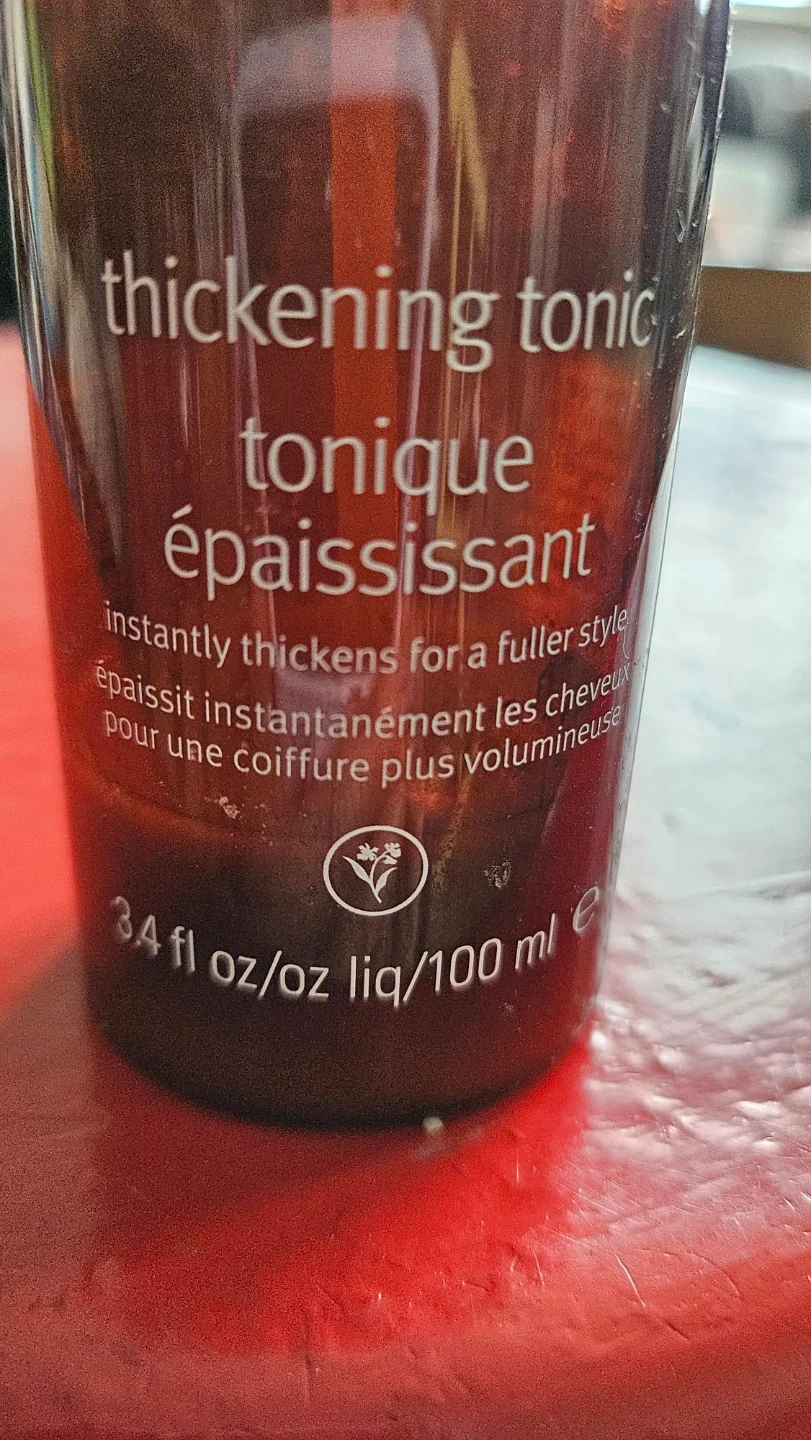 thickening tonic
tonique
épaississant
instantly thickens for a fuller style
épaissit instantanément les cheveux
pour une coiffure plus volumineuse
3.4 fl oz/oz liq/100 ml ℮